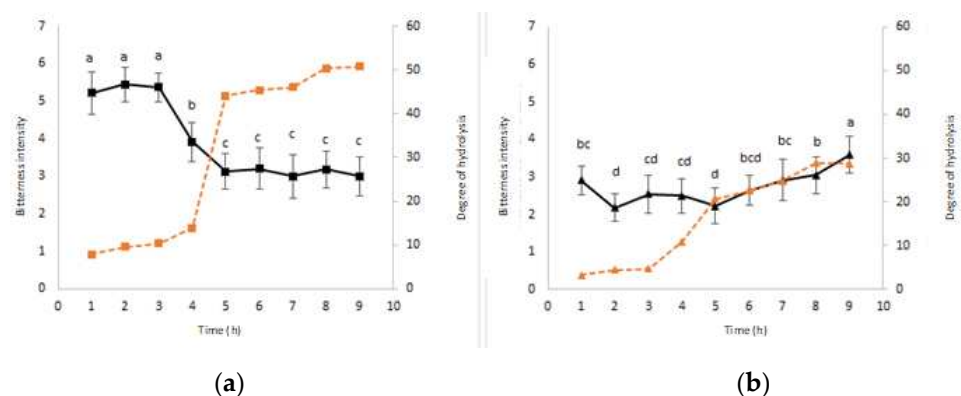 7 60
a a a
6 50
5 b 40
4 c c c c c
30
3
20
2
1 10
0 0
0 1 2 3 4 5 6 7 8 9 10
Time (h)
Bitterness intensity
Degree of hydrolysis
(a)
7 60
6 50
5 40
a
4 bc bc b
d cd cd d bcd 30
3
20
2
1 10
0 0
0 1 2 3 4 5 6 7 8 9 10
Time (h)
Bitterness intensity
Degree of hydrolysis
(b)